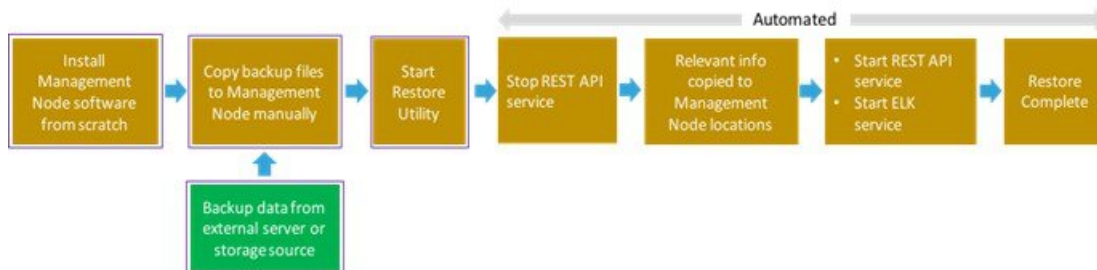 Automated
Install
Management
Node software
from scratch
Copy backup files
to Management
Node manually
Start
Restore
Utility
Stop REST API
service
Relevant info
copied to
Management
Node locations
• Start REST API
service
• Start ELK
service
Restore
Complete
Backup data from
external server or
storage source